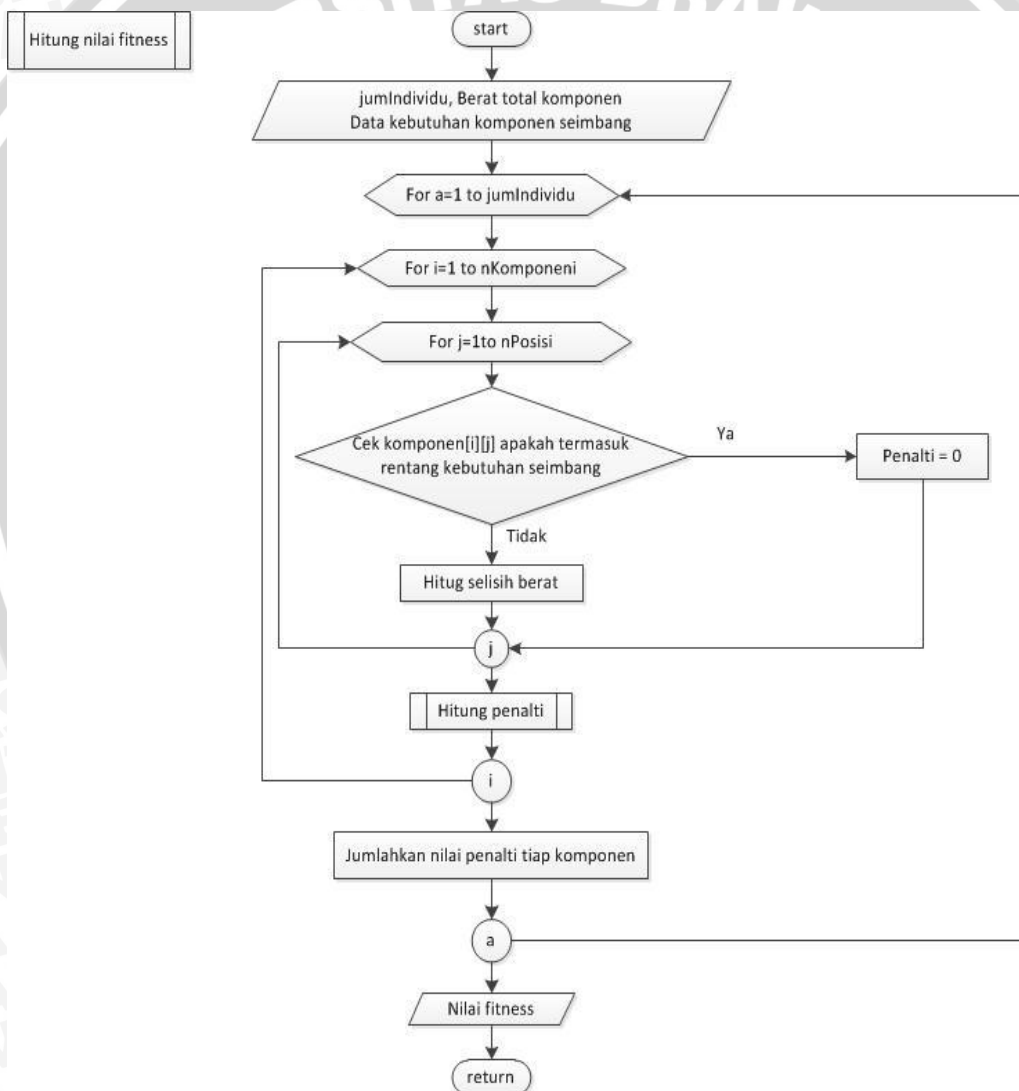 Hitung nilai fitness
start
jumIndividu, Berat total komponen
Data kebutuhan komponen seimbang
For a=1 to jumIndividu
For i=1 to nKomponeni
For j=1to nPosisi
Cek komponen[i][j] apakah termasuk
rentang kebutuhan seimbang
Ya
Penalti = 0
Tidak
Hitug selisih berat
j
Hitung penalti
i
Jumlahkan nilai penalti tiap komponen
a
Nilai fitness
return